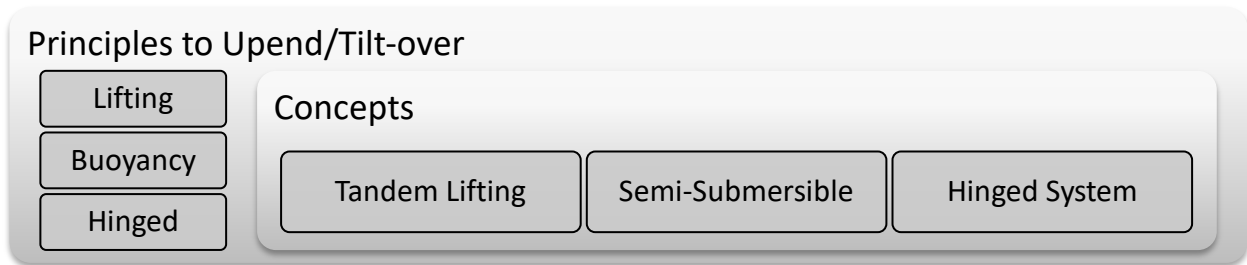 Principles to Upend/Tilt-over
Lifting
Buoyancy
Hinged
Concepts
Tandem Lifting
Semi-Submersible
Hinged System